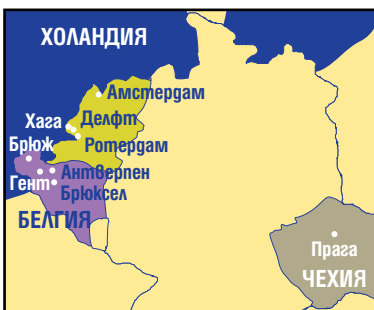 ХОЛАНДИЯ
Амстердам
Хага
Делфт
Ротердам
Брюж
Антверпен
Гент
Брюксел
БЕЛГИЯ
Прага
ЧЕХИЯ